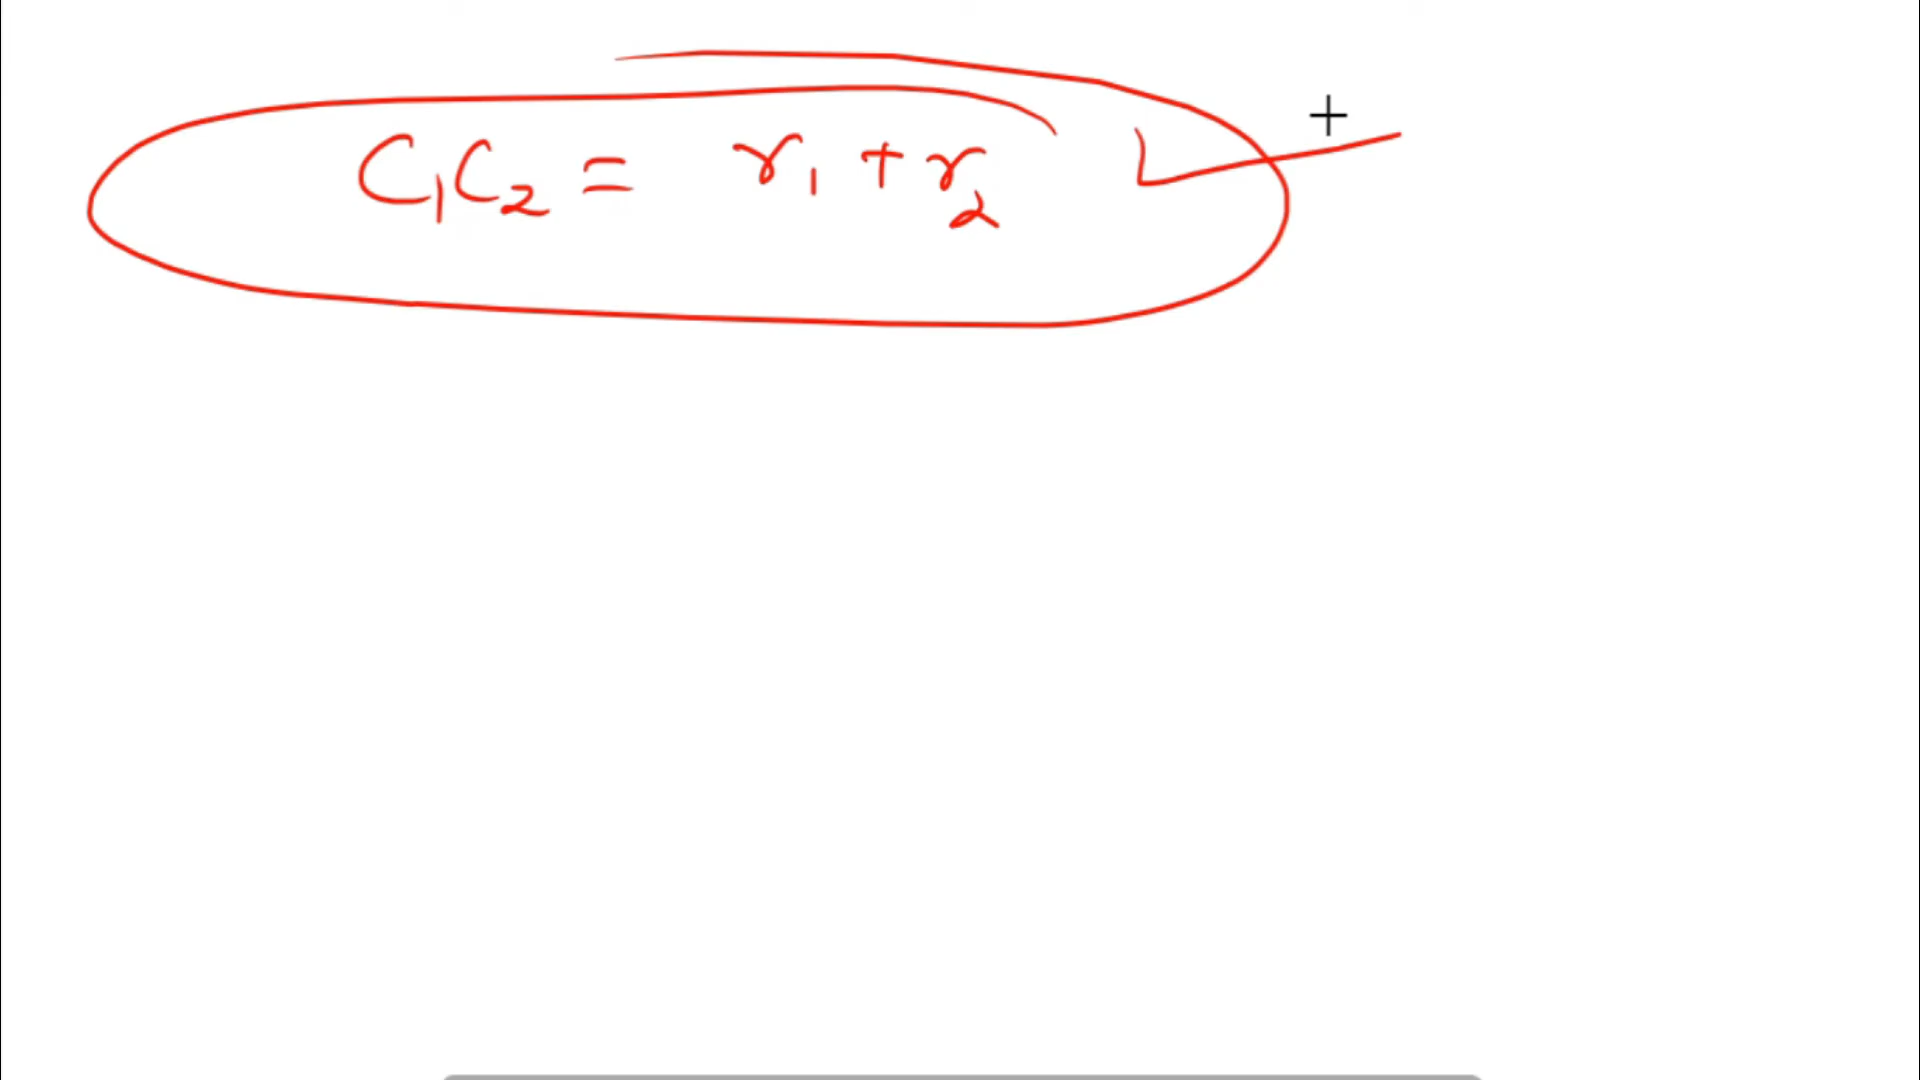 C₁C₂ = r₁ + r₂